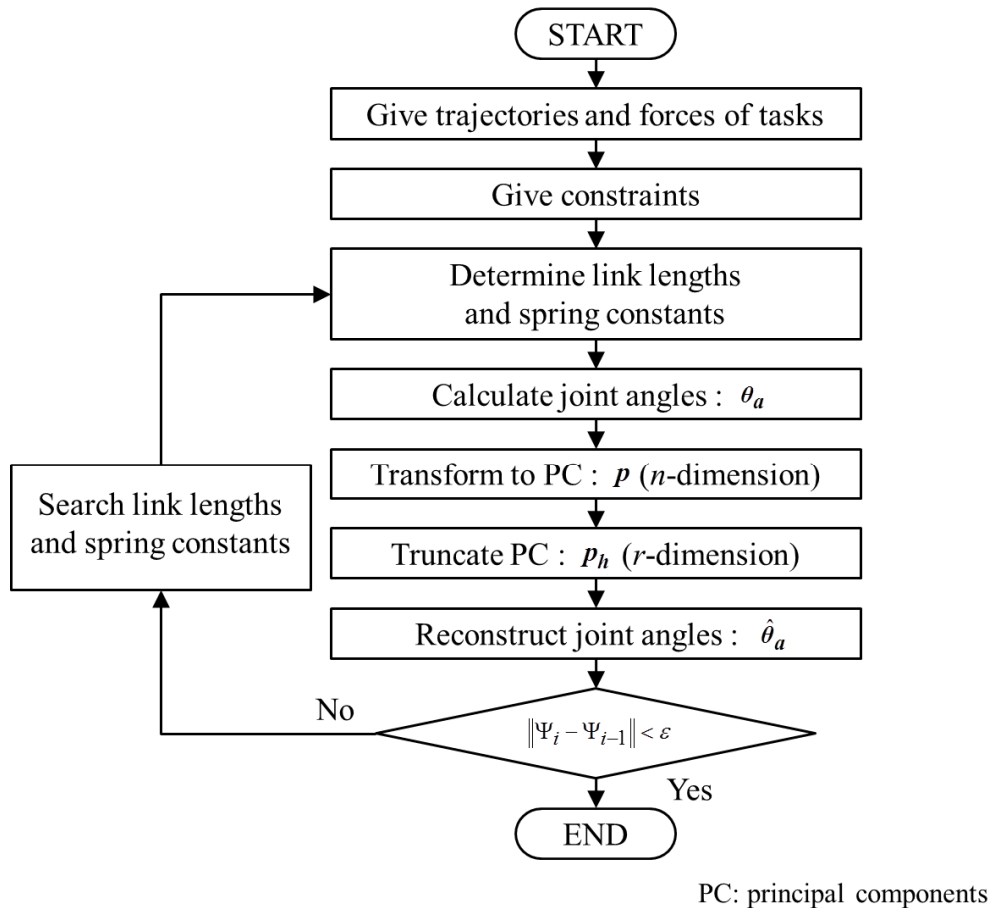 START
Give trajectories and forces of tasks
Give constraints
Determine link lengths
and spring constants
Calculate joint angles : θₐ
Transform to PC : p (n-dimension)
Search link lengths
and spring constants
Truncate PC : pₕ (r-dimension)
Reconstruct joint angles : θ̂ₐ
No
‖Ψᵢ − Ψᵢ₋₁‖ < ε
Yes
END
PC: principal components